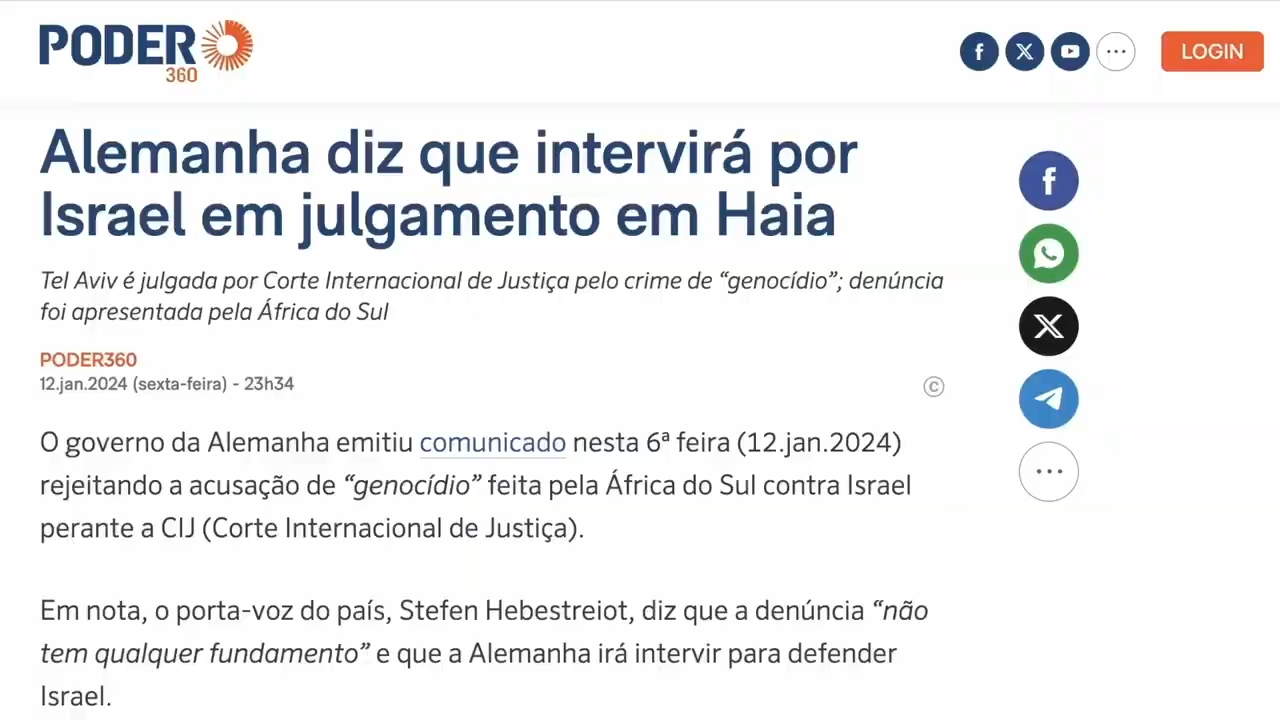 PODER
360
LOGIN
Alemanha diz que intervirá por
Israel em julgamento em Haia
Tel Aviv é julgada por Corte Internacional de Justiça pelo crime de “genocídio”; denúncia
foi apresentada pela África do Sul
PODER360
12.jan.2024 (sexta-feira) - 23h34
©
O governo da Alemanha emitiu comunicado nesta 6ª feira (12.jan.2024)
rejeitando a acusação de “genocídio” feita pela África do Sul contra Israel
perante a CIJ (Corte Internacional de Justiça).
Em nota, o porta-voz do país, Stefen Hebestreiot, diz que a denúncia “não
tem qualquer fundamento” e que a Alemanha irá intervir para defender
Israel.